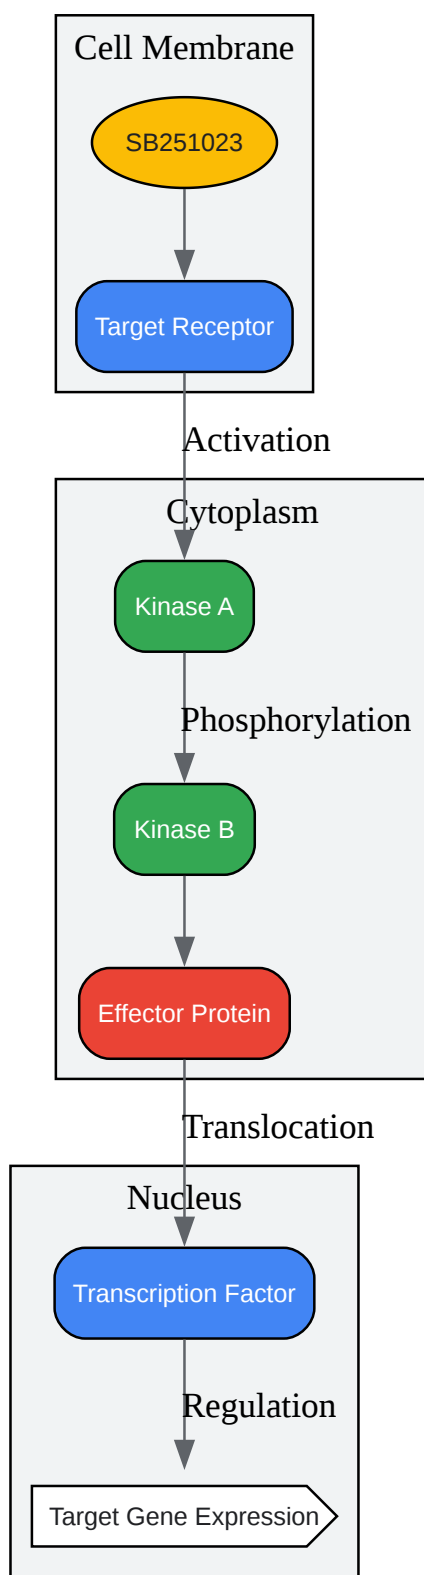 Cell Membrane
SB251023
Target Receptor
Activation
Cytoplasm
Kinase A
Phosphorylation
Kinase B
Effector Protein
Translocation
Nucleus
Transcription Factor
Regulation
Target Gene Expression